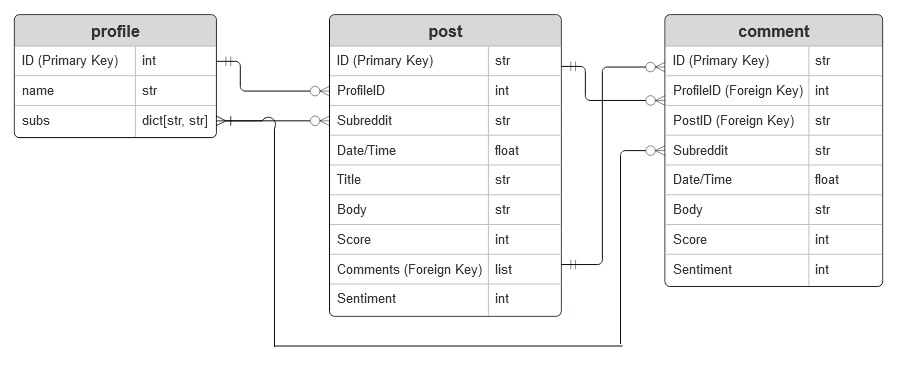 profile
ID (Primary Key) int
name str
subs dict[str, str]
post
ID (Primary Key) str
ProfileID int
Subreddit str
Date/Time float
Title str
Body str
Score int
Comments (Foreign Key) list
Sentiment int
comment
ID (Primary Key) str
ProfileID (Foreign Key) int
PostID (Foreign Key) str
Subreddit str
Date/Time float
Body str
Score int
Sentiment int